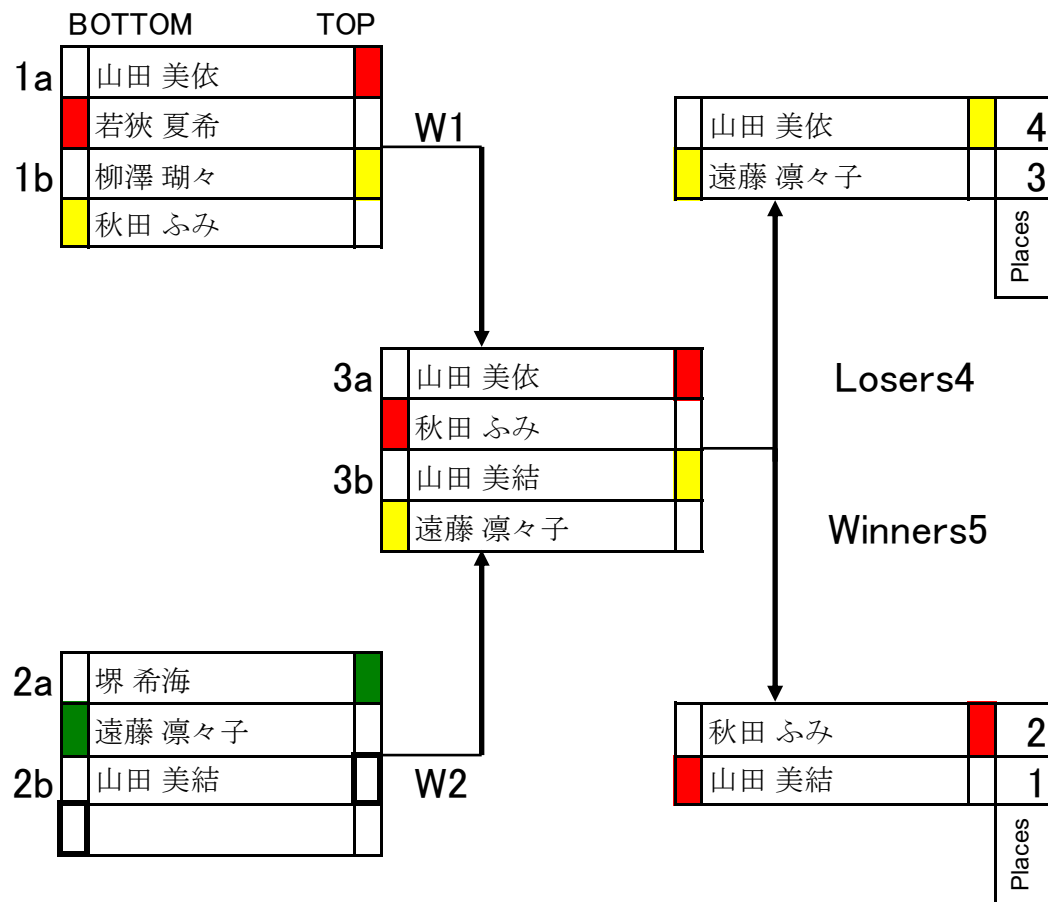 BOTTOM TOP
1a 山田 美依
若狹 夏希
1b 柳澤 瑚々
秋田 ふみ
W1
山田 美依 4
遠藤 凛々子 3
Places
3a 山田 美依
秋田 ふみ
3b 山田 美結
遠藤 凛々子
Losers4
Winners5
2a 堺 希海
遠藤 凛々子
2b 山田 美結
W2
秋田 ふみ 2
山田 美結 1
Places